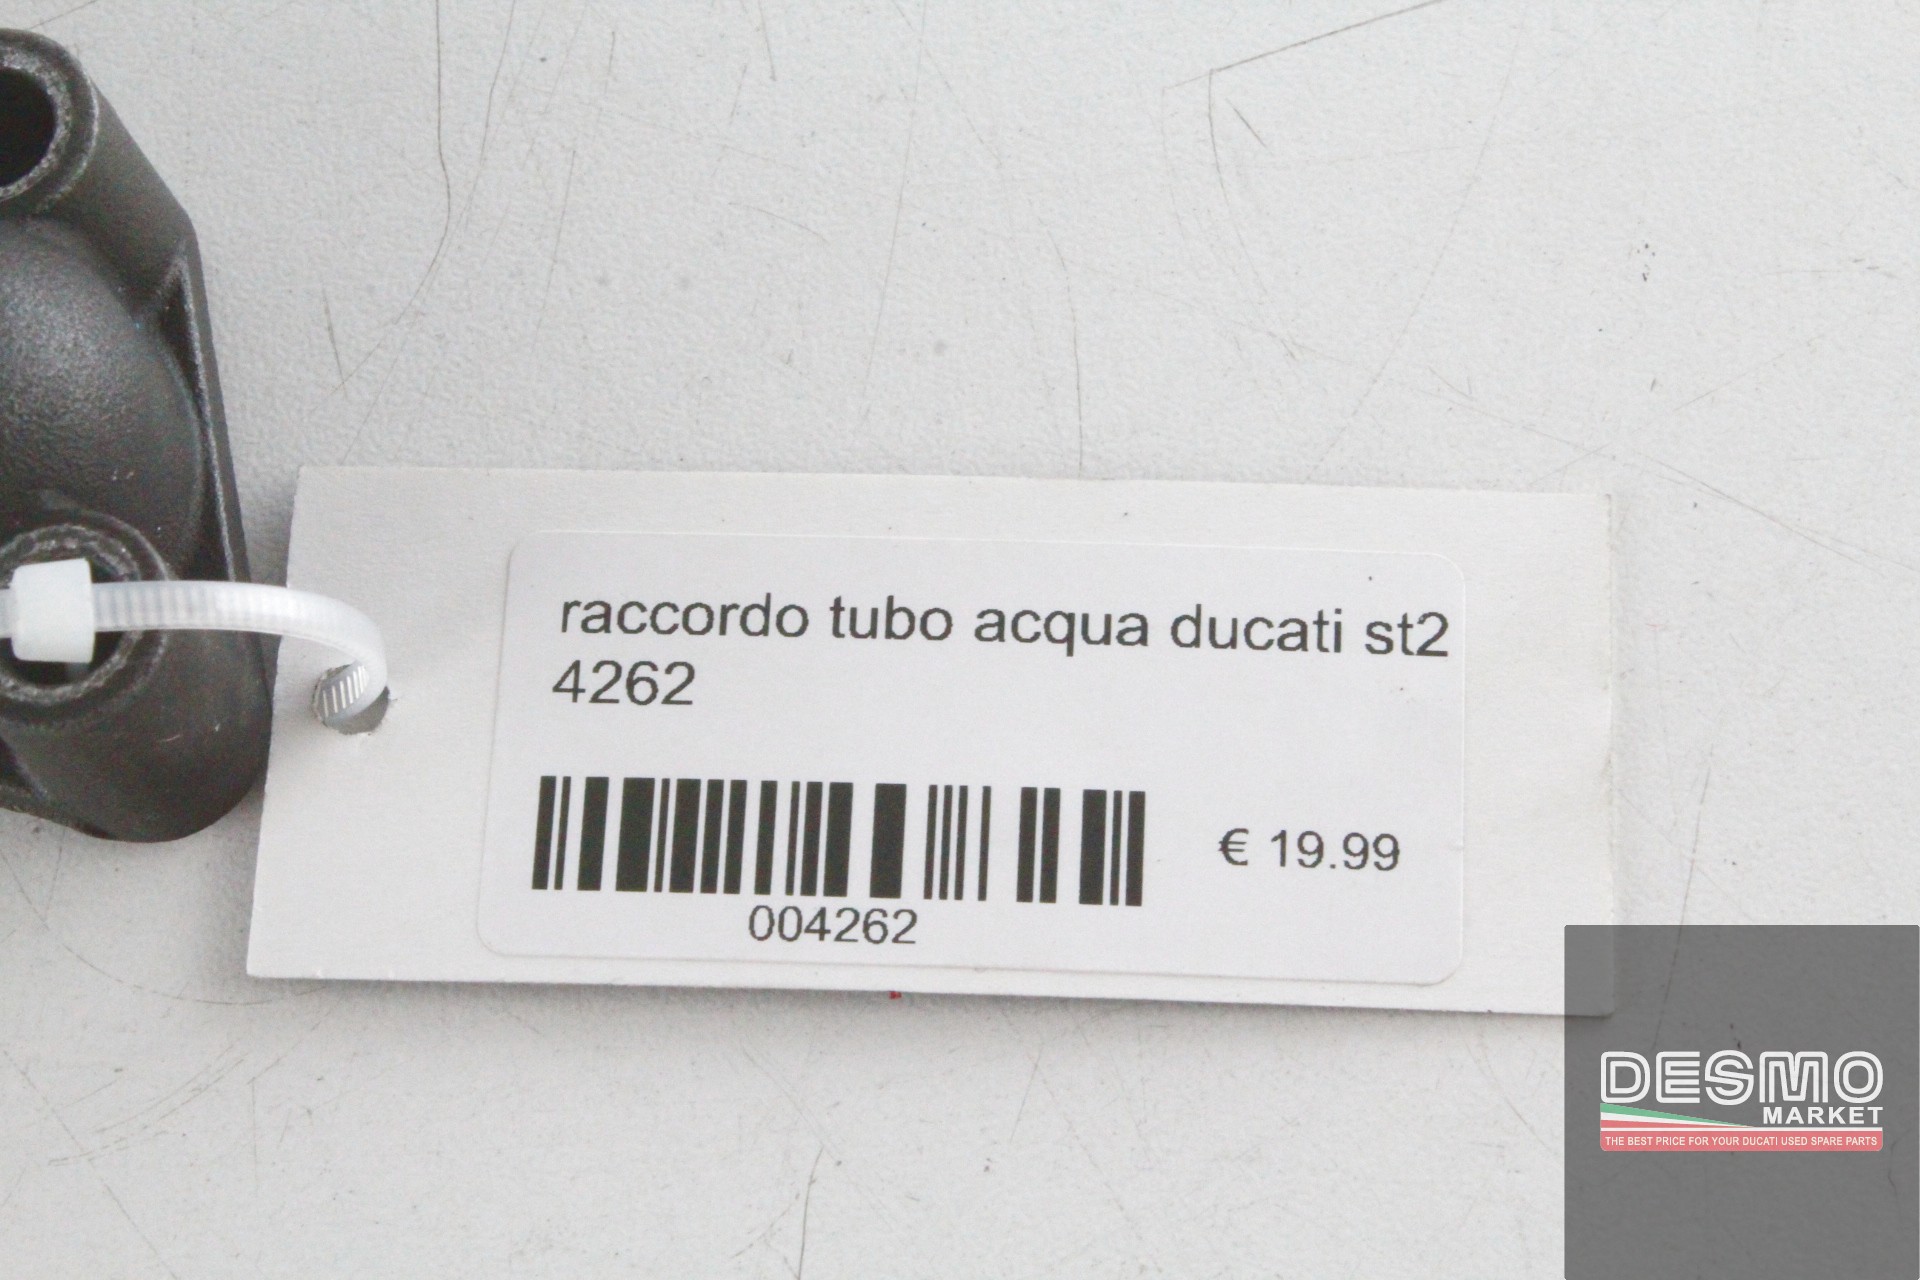 raccordo tubo acqua ducati st2
4262
€ 19.99
004262
DESMO
MARKET
THE BEST PRICE FOR YOUR DUCATI USED SPARE PARTS